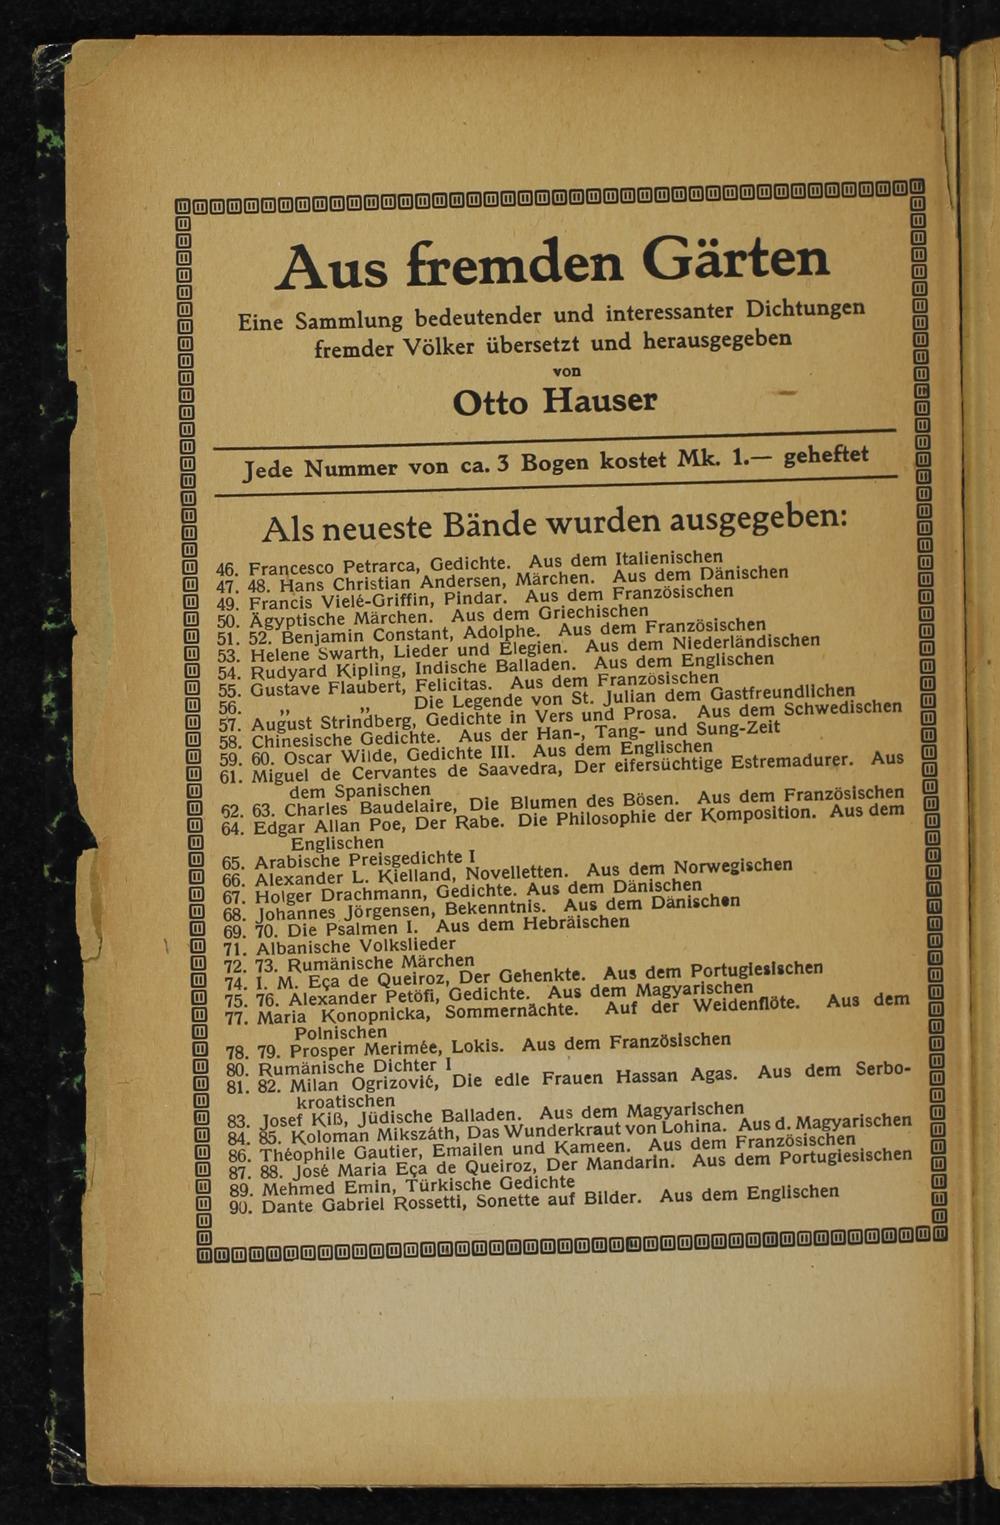 Aus fremden Gärten
Eine Sammlung bedeutender und interessanter Dichtungen
fremder Völker übersetzt und herausgegeben
von
Otto Hauser
Jede Nummer von ca. 3 Bogen kostet Mk. 1.— geheftet
Als neueste Bände wurden ausgegeben:
46. Francesco Petrarca, Gedichte. Aus dem Italienischen
47. 48. Hans Christian Andersen, Märchen. Aus dem Dänischen
49. Francis Vielé-Griffin, Pindar. Aus dem Französischen
50. Ägyptische Märchen. Aus dem Griechischen
51. 52. Benjamin Constant, Adolphe. Aus dem Französischen
53. Helene Swarth, Lieder und Elegien. Aus dem Niederländischen
54. Rudyard Kipling, Indische Balladen. Aus dem Englischen
55. Gustave Flaubert, Felicitas. Aus dem Französischen
56. „ „ Die Legende von St. Julian dem Gastfreundlichen
57. August Strindberg, Gedichte in Vers und Prosa. Aus dem Schwedischen
58. Chinesische Gedichte. Aus der Han-, Tang- und Sung-Zeit
59. 60. Oscar Wilde, Gedichte III. Aus dem Englischen
61. Miguel de Cervantes de Saavedra, Der eifersüchtige Estremadurer. Aus
dem Spanischen
62. 63. Charles Baudelaire, Die Blumen des Bösen. Aus dem Französischen
64. Edgar Allan Poe, Der Rabe. Die Philosophie der Komposition. Aus dem
Englischen
65. Arabische Preisgedichte I
66. Alexander L. Kielland, Novelletten. Aus dem Norwegischen
67. Holger Drachmann, Gedichte. Aus dem Dänischen
68. Johannes Jörgensen, Bekenntnis. Aus dem Dänischen
69. 70. Die Psalmen I. Aus dem Hebräischen
71. Albanische Volkslieder
72. 73. Rumänische Märchen
74. I. M. Eça de Queiroz, Der Gehenkte. Aus dem Portugiesischen
75. 76. Alexander Petöfi, Gedichte. Aus dem Magyarischen
77. Maria Konopnicka, Sommernächte. Auf der Weidenflöte. Aus dem
Polnischen
78. 79. Prosper Merimée, Lokis. Aus dem Französischen
80. Rumänische Dichter I
81. 82. Milan Ogrizović, Die edle Frauen Hassan Agas. Aus dem Serbo-
kroatischen
83. Josef Kiß, Jüdische Balladen. Aus dem Magyarischen
84. 85. Koloman Mikszáth, Das Wunderkraut von Lohina. Aus d. Magyarischen
86. Théophile Gautier, Emailen und Kameen. Aus dem Französischen
87. 88. José Maria Eça de Queiroz, Der Mandarin. Aus dem Portugiesischen
89. Mehmed Emin, Türkische Gedichte
90. Dante Gabriel Rossetti, Sonette auf Bilder. Aus dem Englischen